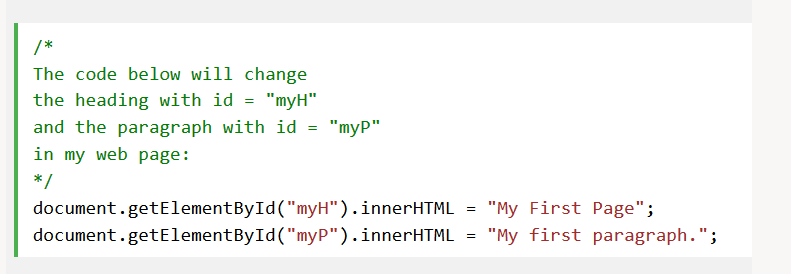 /*
The code below will change
the heading with id = "myH"
and the paragraph with id = "myP"
in my web page:
*/
document.getElementById("myH").innerHTML = "My First Page";
document.getElementById("myP").innerHTML = "My first paragraph.";